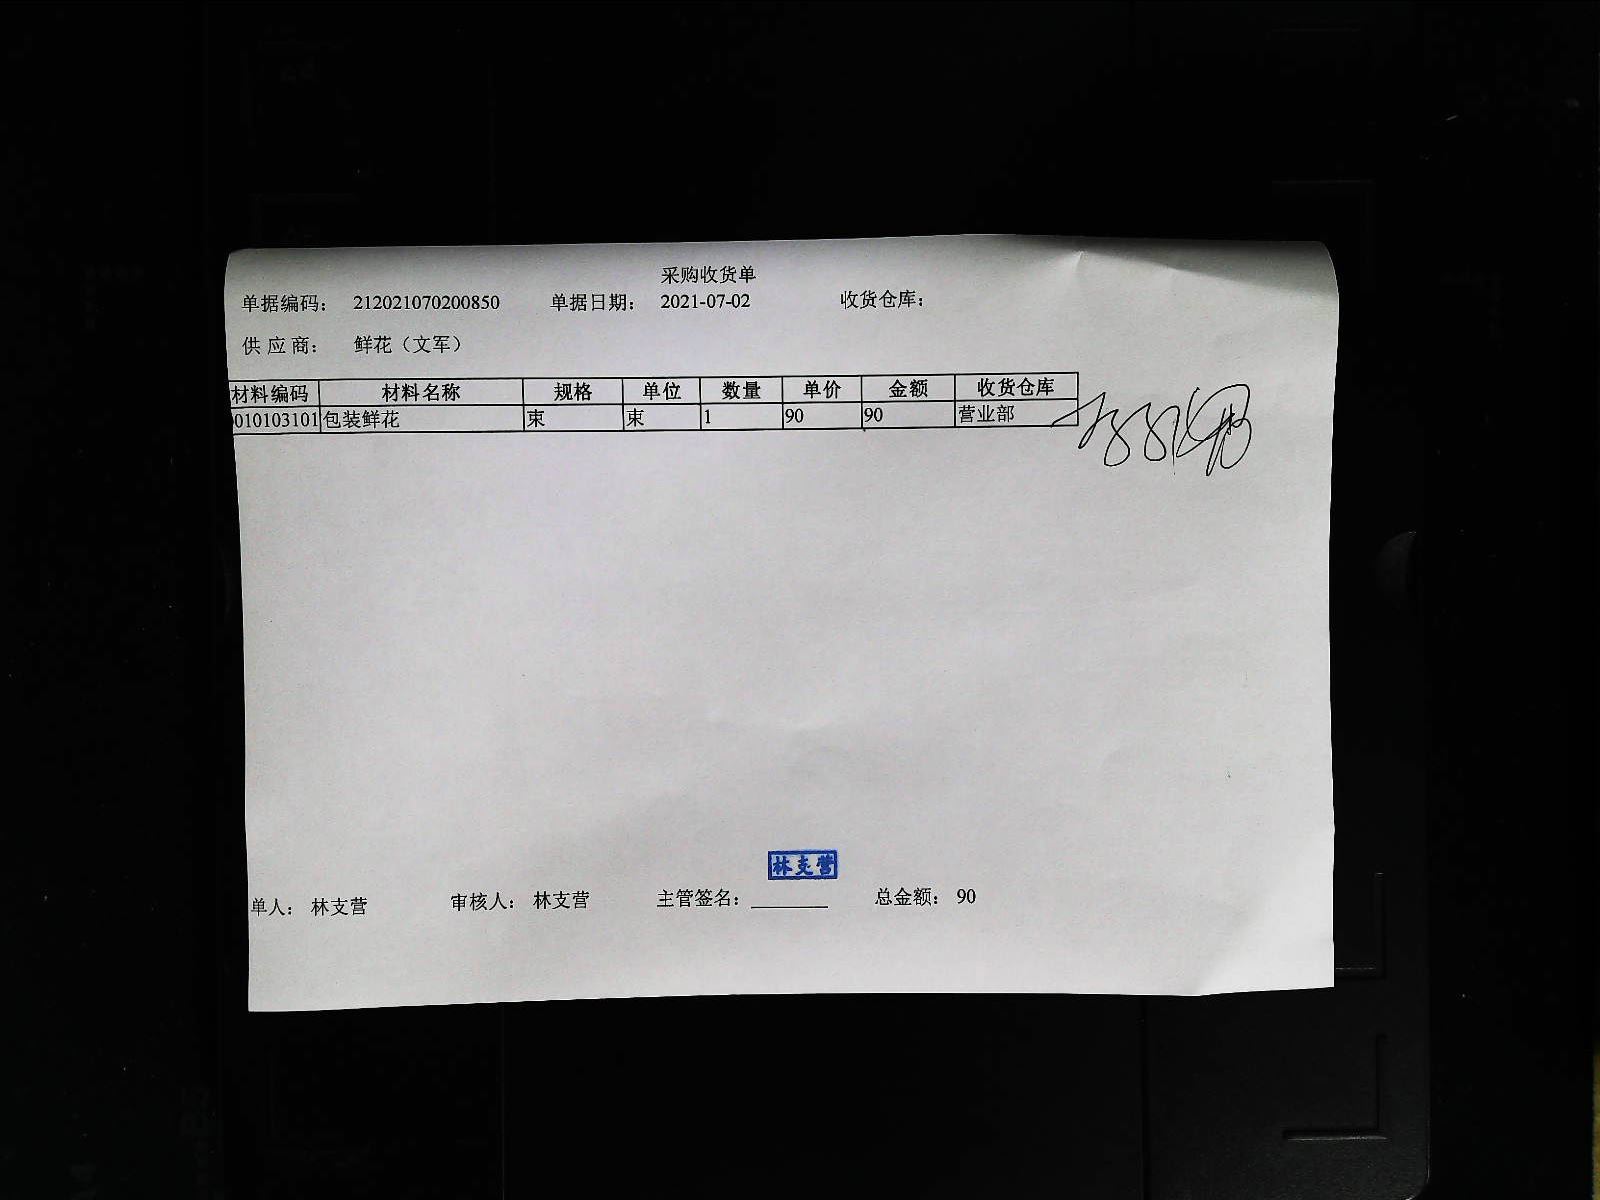 采购收货单
单据编码： 212021070200850 单据日期： 2021-07-02 收货仓库：
供 应 商： 鲜花（文军）
材料编码 材料名称 规格 单位 数量 单价 金额 收货仓库
010103101 包装鲜花 束 束 1 90 90 营业部
林支营
单人： 林支营 审核人： 林支营 主管签名： 总金额： 90